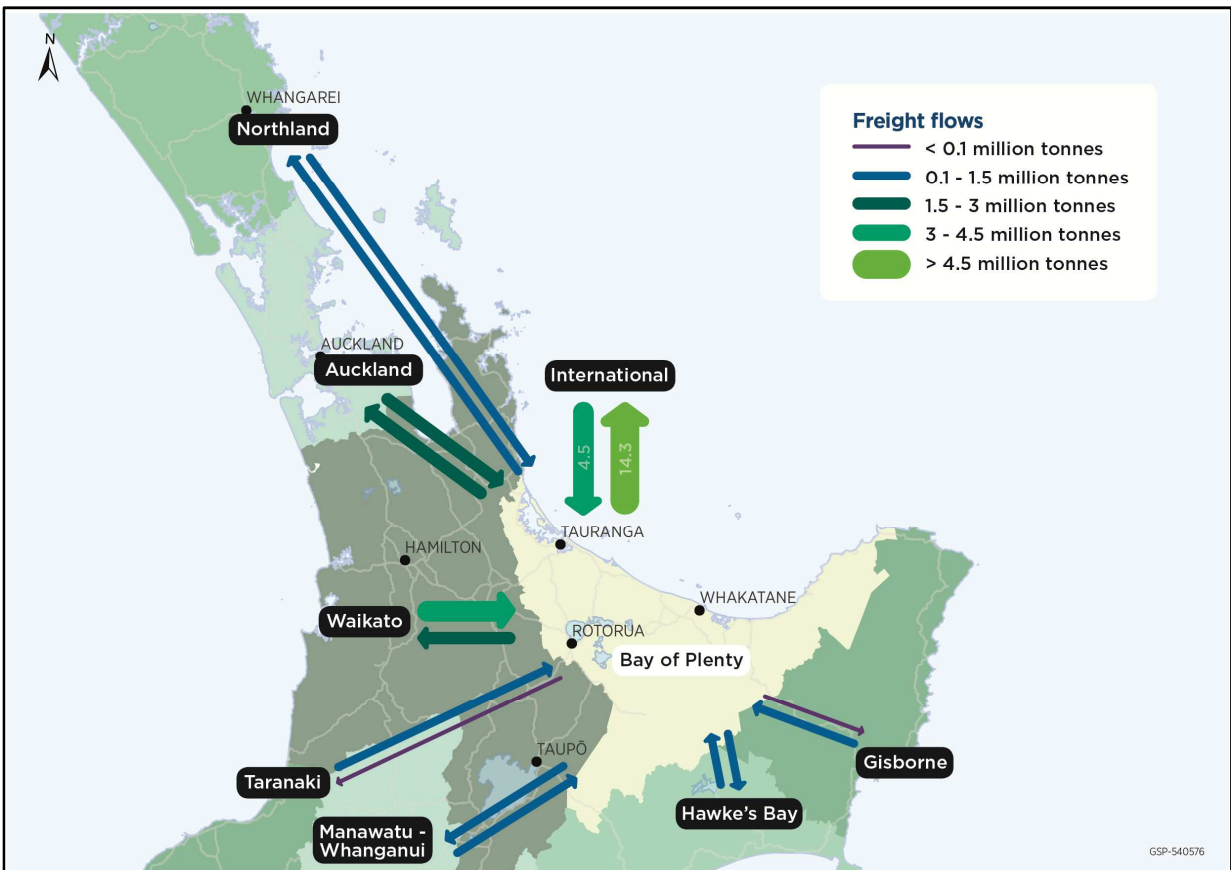 N
WHANGAREI
Northland
Freight flows
< 0.1 million tonnes
0.1 - 1.5 million tonnes
1.5 - 3 million tonnes
3 - 4.5 million tonnes
> 4.5 million tonnes
AUCKLAND
Auckland
International
4.5
14.3
TAURANGA
HAMILTON
WHAKATANE
Waikato
ROTORUA
Bay of Plenty
TAUPŌ
Taranaki
Gisborne
Hawke's Bay
Manawatu -
Whanganui
GSP-540576